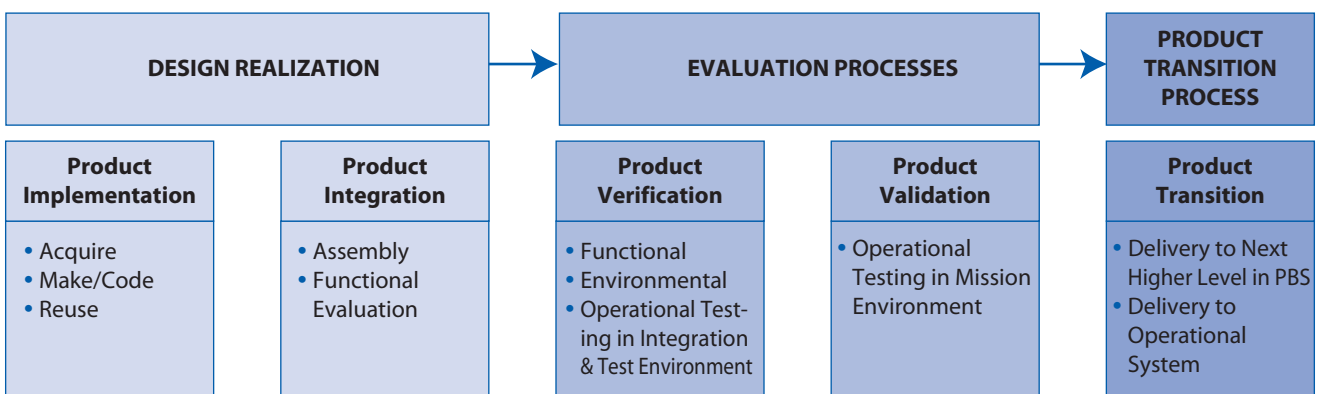 DESIGN REALIZATION
EVALUATION PROCESSES
PRODUCT
TRANSITION
PROCESS
Product
Implementation
• Acquire
• Make/Code
• Reuse
Product
Integration
• Assembly
• Functional
Evaluation
Product
Verification
• Functional
• Environmental
• Operational Test-
ing in Integration
& Test Environment
Product
Validation
• Operational
Testing in Mission
Environment
Product
Transition
• Delivery to Next
Higher Level in PBS
• Delivery to
Operational
System